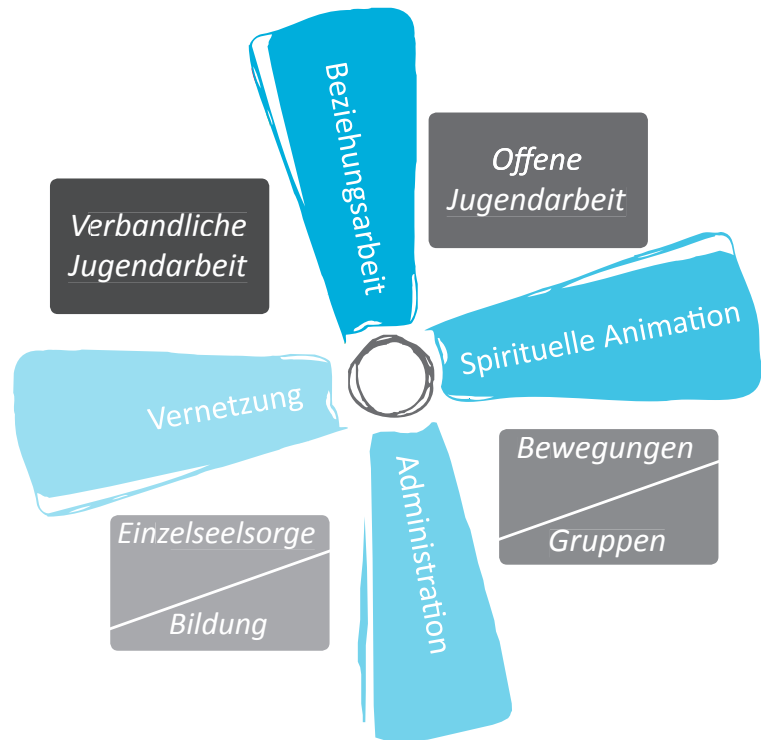 Beziehungsarbeit
Offene
Jugendarbeit
Verbandliche
Jugendarbeit
Spirituelle Animation
Vernetzung
Bewegungen
Gruppen
Administration
Einzelseelsorge
Bildung